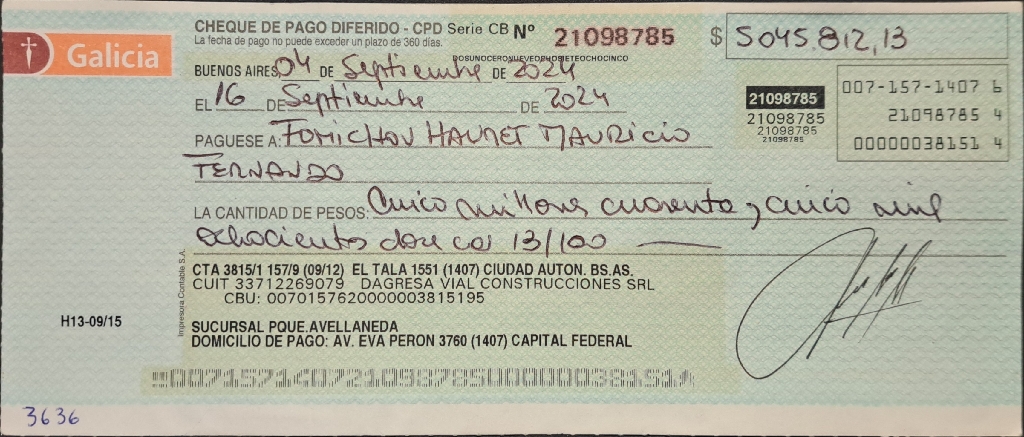 Galicia
CHEQUE DE PAGO DIFERIDO - CPD Serie CB Nº 21098785
La fecha de pago no puede exceder un plazo de 360 días.
$ 5045.812,13
DOSUNOCERONUEVEOCHOSIETEOCHOCINCO
BUENOS AIRES, 04 DE Septiembre DE 2024
EL 16 DE Septiembre DE 2024
21098785
21098785
21098785
21098785
007-157-1407 6
21098785 4
00000038151 4
PAGUESE A: MAURICIO
FERNANDO
LA CANTIDAD DE PESOS: Cinco millones cuarenta y cinco mil
ochocientos doce con 13/100
CTA 3815/1 157/9 (09/12) EL TALA 1551 (1407) CIUDAD AUTON. BS.AS.
CUIT 33712269079 DAGRESA VIAL CONSTRUCCIONES SRL
CBU: 0070157620000003815195
Impresora Contable S.A.
H13-09/15
SUCURSAL PQUE.AVELLANEDA
DOMICILIO DE PAGO: AV. EVA PERON 3760 (1407) CAPITAL FEDERAL
3636